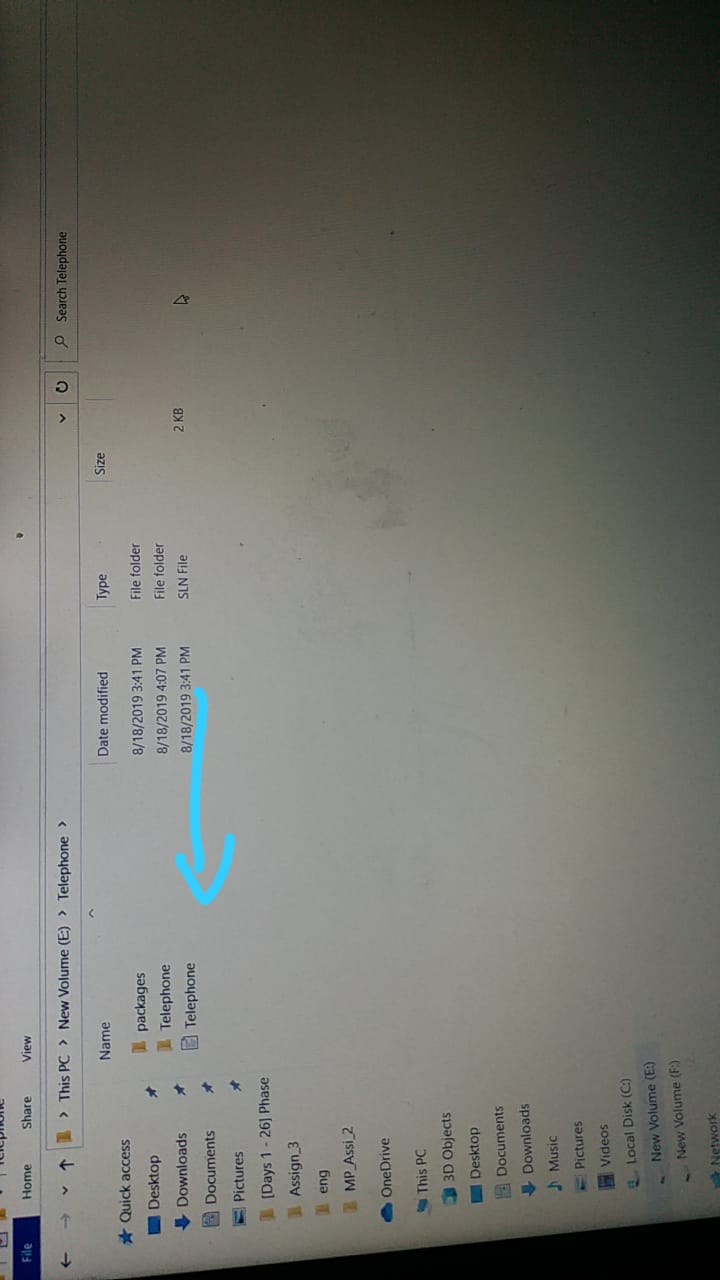 File Home Share View
This PC > New Volume (E:) > Telephone >
Search Telephone
Name Date modified Type Size
packages 8/18/2019 3:41 PM File folder
Telephone 8/18/2019 4:07 PM File folder
Telephone 8/18/2019 3:41 PM SLN File 2 KB
Quick access
Desktop
Downloads
Documents
Pictures
[Days 1 - 26] Phase
Assign_3
eng
MP_Assi_2
OneDrive
This PC
3D Objects
Desktop
Documents
Downloads
Music
Pictures
Videos
Local Disk (C:)
New Volume (E:)
New Volume (F:)
Network